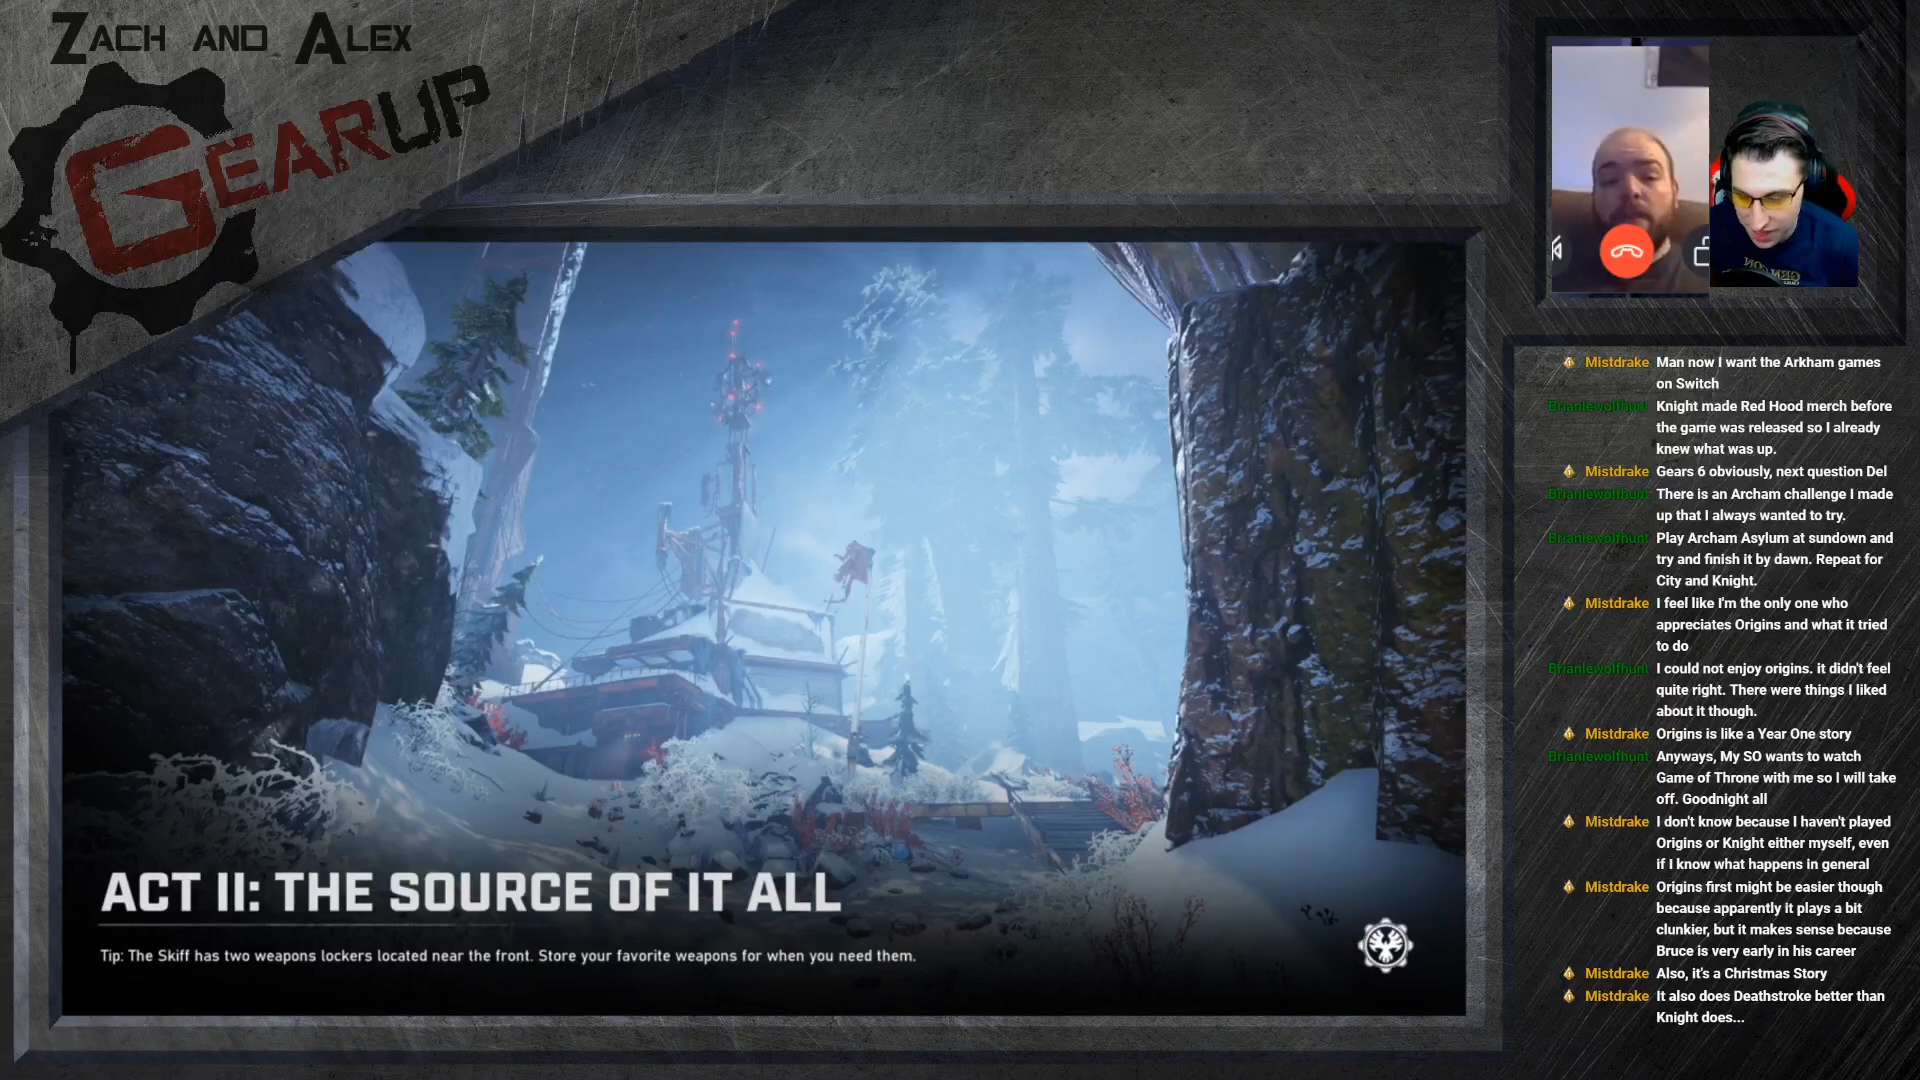 Zach and Alex
GearUp
ACT II: THE SOURCE OF IT ALL
Tip: The Skiff has two weapons lockers located near the front. Store your favorite weapons for when you need them.
Mistdrake Man now I want the Arkham games
on Switch
Brianlewolfhunt Knight made Red Hood merch before
the game was released so I already
knew what was up.
Mistdrake Gears 6 obviously, next question Del
Brianlewolfhunt There is an Archam challenge I made
up that I always wanted to try.
Brianlewolfhunt Play Archam Asylum at sundown and
try and finish it by dawn. Repeat for
City and Knight.
Mistdrake I feel like I'm the only one who
appreciates Origins and what it tried
to do
Brianlewolfhunt I could not enjoy origins. it didn't feel
quite right. There were things I liked
about it though.
Mistdrake Origins is like a Year One story
Brianlewolfhunt Anyways, My SO wants to watch
Game of Throne with me so I will take
off. Goodnight all
Mistdrake I don't know because I haven't played
Origins or Knight either myself, even
if I know what happens in general
Mistdrake Origins first might be easier though
because apparently it plays a bit
clunkier, but it makes sense because
Bruce is very early in his career
Mistdrake Also, it's a Christmas Story
Mistdrake It also does Deathstroke better than
Knight does...